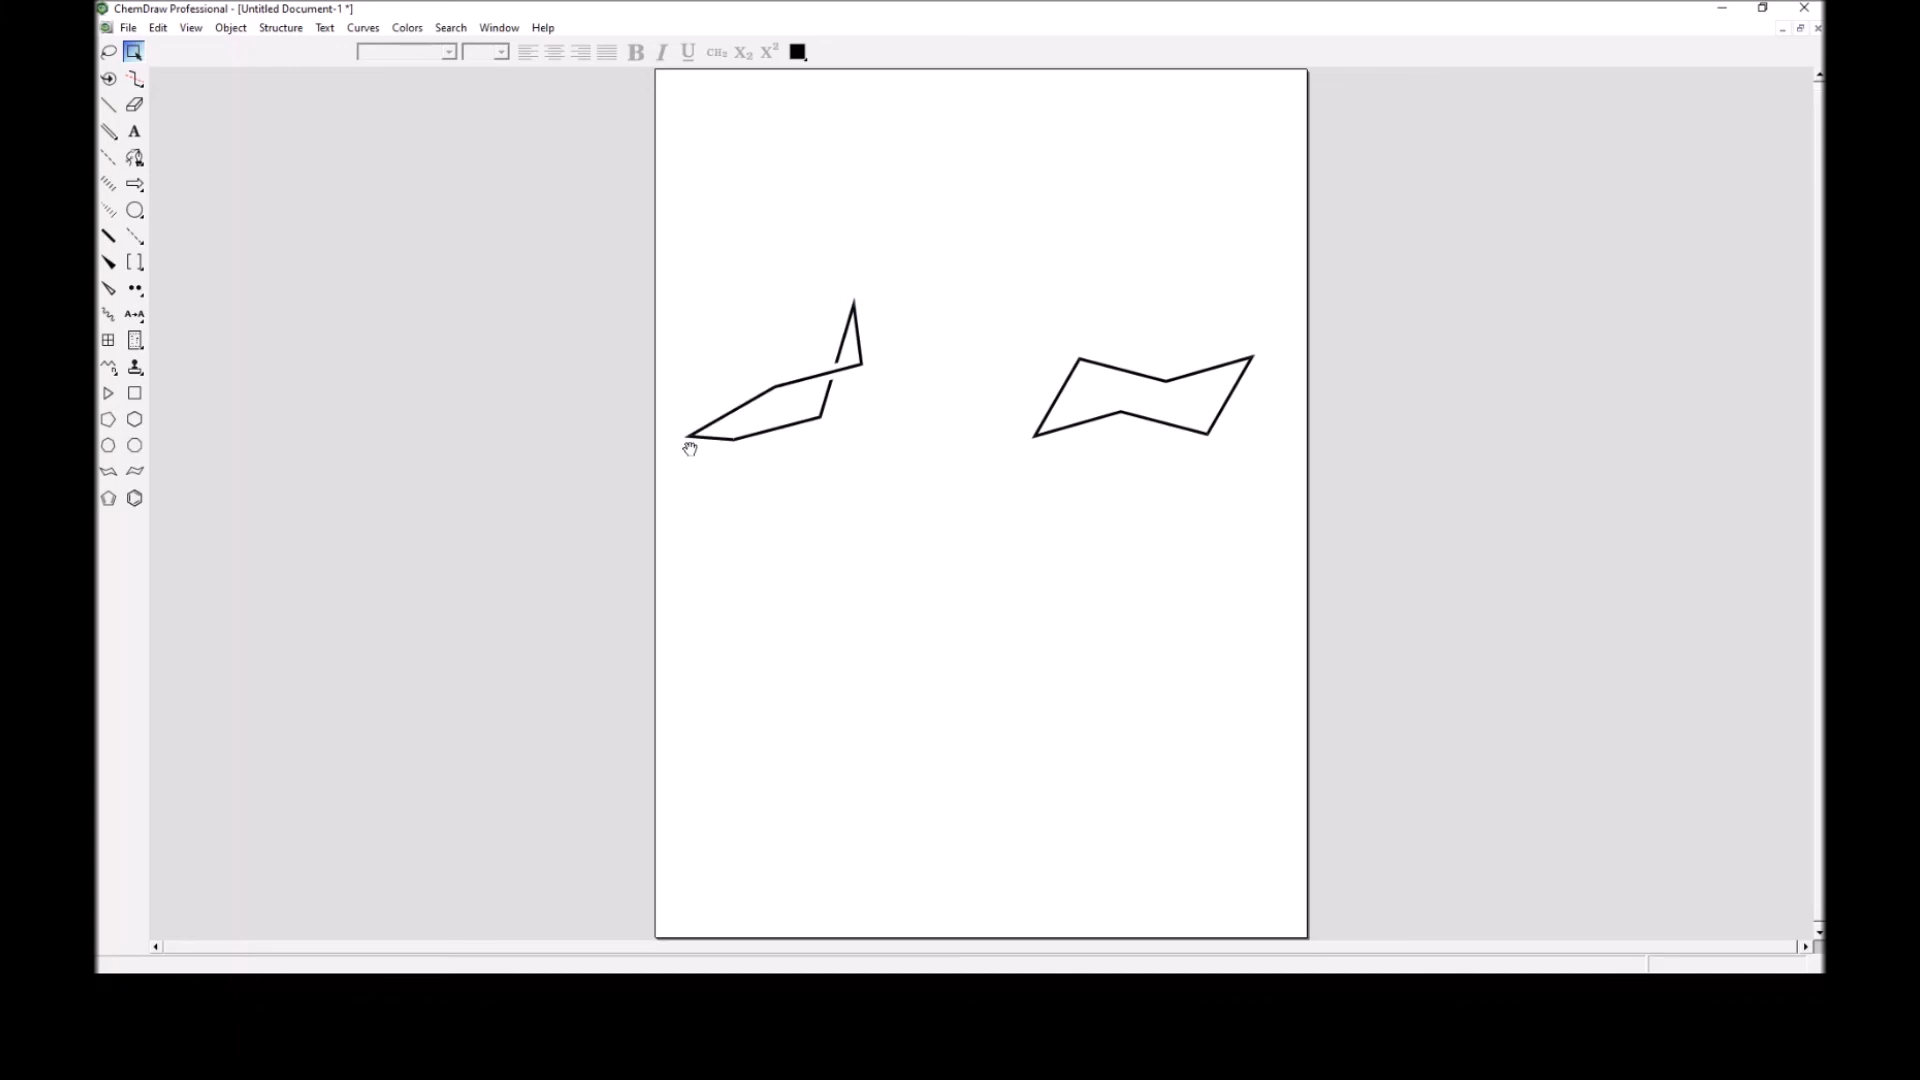 ChemDraw Professional - [Untitled Document-1 *]
File Edit View Object Structure Text Curves Colors Search Window Help
B I U CH₂ X₂ X²
A
A→A